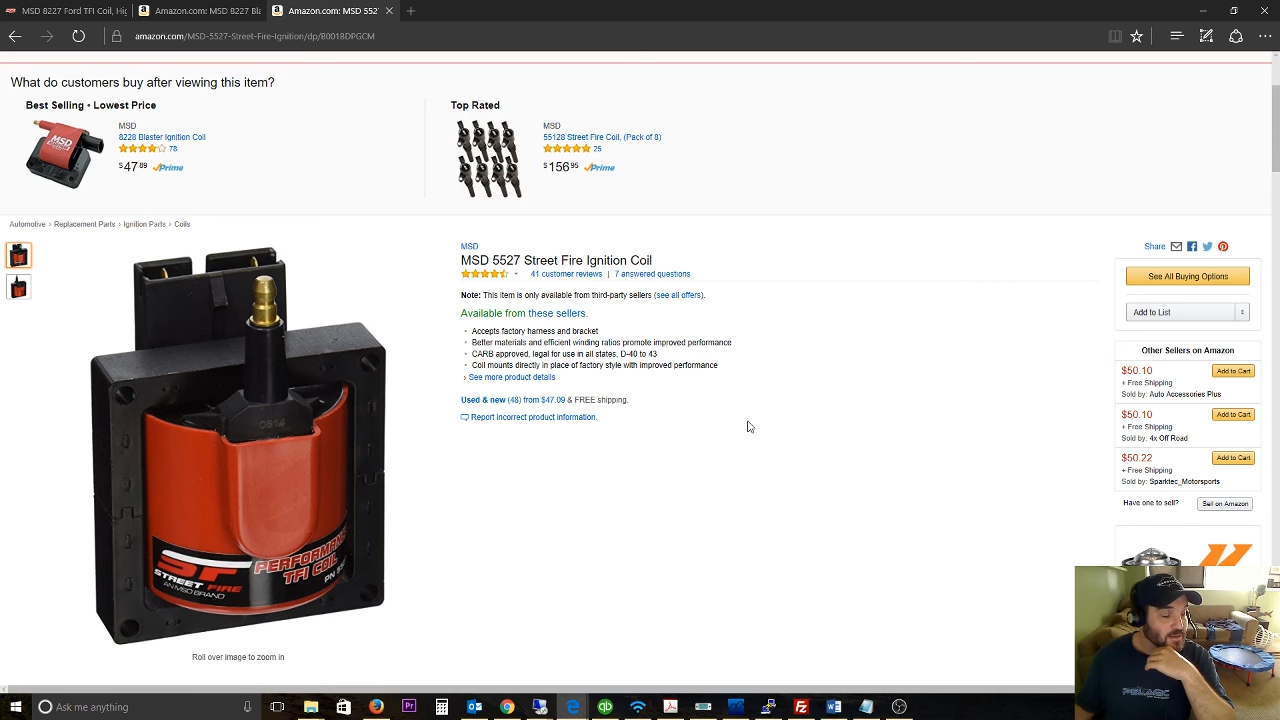 MSD 8227 Ford TFI Coil, Hig
Amazon.com: MSD 8227 Bla
Amazon.com: MSD 5527
amazon.com/MSD-5527-Street-Fire-Ignition/dp/B001BDPGCM
What do customers buy after viewing this item?
Best Selling • Lowest Price
MSD
8228 Blaster Ignition Coil
78
$47 89 Prime
Top Rated
MSD
55128 Street Fire Coil, (Pack of 8)
25
$156 95 Prime
Automotive › Replacement Parts › Ignition Parts › Coils
MSD
MSD 5527 Street Fire Ignition Coil
41 customer reviews | 7 answered questions
Note: This item is only available from third-party sellers (see all offers).
Available from these sellers.
• Accepts factory harness and bracket
• Better materials and efficient winding ratios promote improved performance
• CARB approved, legal for use in all states, D-40 to 43
• Coil mounts directly in place of factory style with improved performance
› See more product details
Used & new (48) from $47.09 & FREE shipping.
Report incorrect product information.
MSD
SF
STREET FIRE
AN MSD BRAND
PERFORMANCE
TFI COIL
Roll over image to zoom in
Share
See All Buying Options
Add to List
Other Sellers on Amazon
$50.10 Add to Cart
+ Free Shipping
Sold by: Auto Accessories Plus
$50.10 Add to Cart
+ Free Shipping
Sold by: 4x Off Road
$50.22 Add to Cart
+ Free Shipping
Sold by: Sparktec_Motorsports
Have one to sell? Sell on Amazon
PELAGIC
Ask me anything